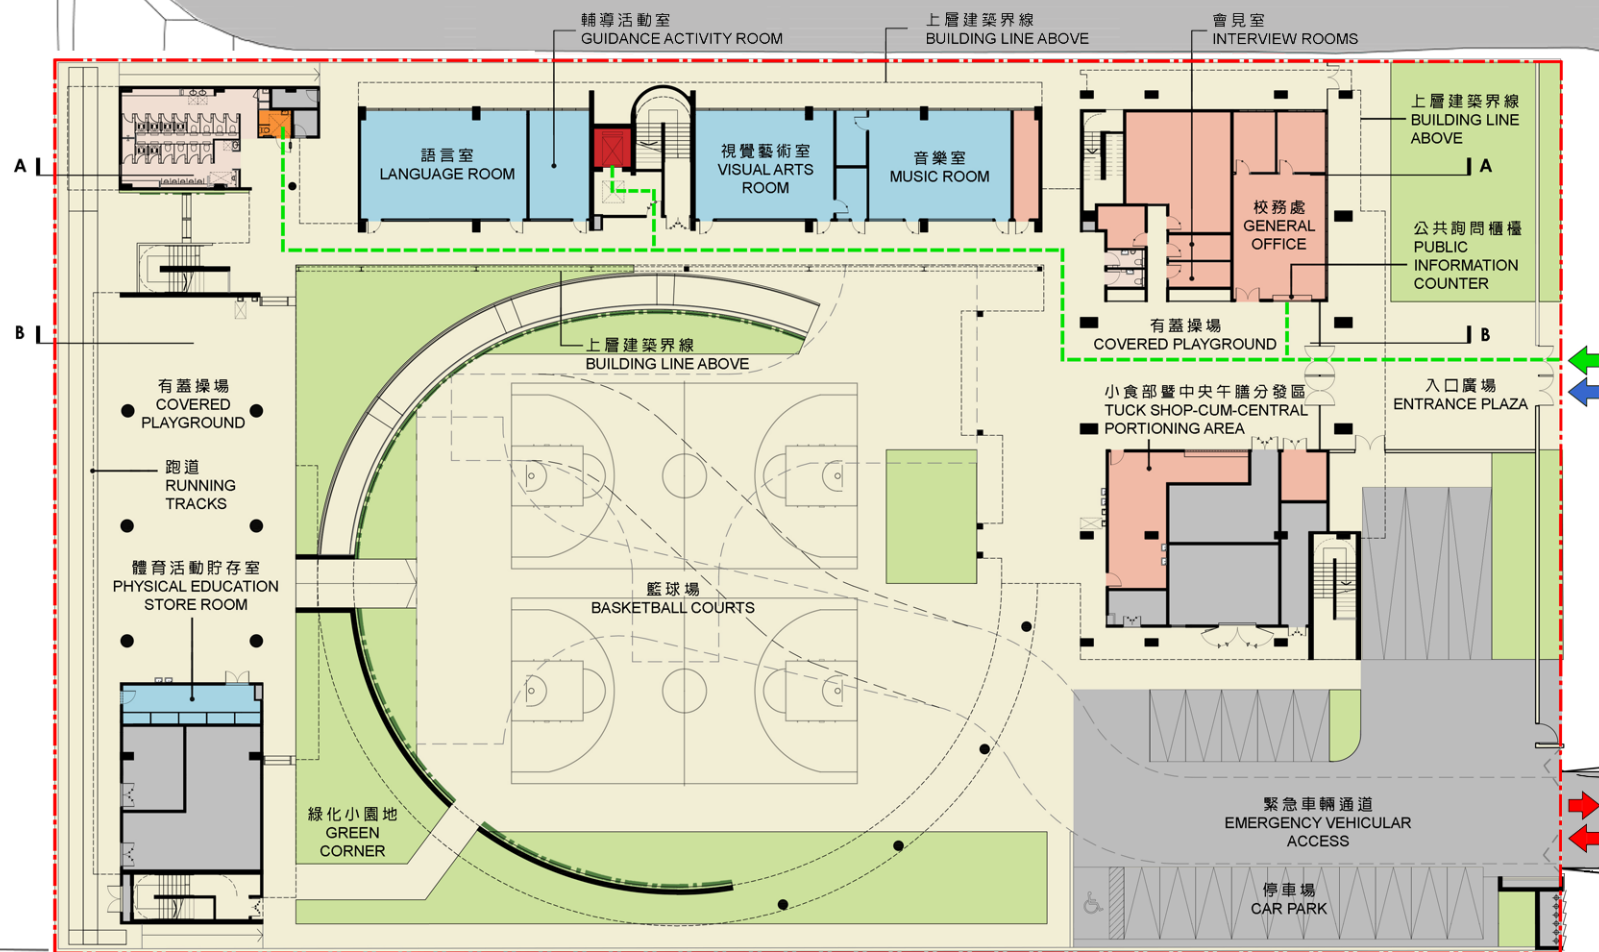 輔導活動室
GUIDANCE ACTIVITY ROOM
上層建築界線
BUILDING LINE ABOVE
會見室
INTERVIEW ROOMS
上層建築界線
BUILDING LINE
ABOVE
A
語言室
LANGUAGE ROOM
視覺藝術室
VISUAL ARTS
ROOM
音樂室
MUSIC ROOM
A
校務處
GENERAL
OFFICE
公共詢問櫃檯
PUBLIC
INFORMATION
COUNTER
B
上層建築界線
BUILDING LINE ABOVE
有蓋操場
COVERED PLAYGROUND
B
有蓋操場
COVERED
PLAYGROUND
小食部暨中央午膳分發區
TUCK SHOP-CUM-CENTRAL
PORTIONING AREA
入口廣場
ENTRANCE PLAZA
跑道
RUNNING
TRACKS
體育活動貯存室
PHYSICAL EDUCATION
STORE ROOM
籃球場
BASKETBALL COURTS
綠化小園地
GREEN
CORNER
緊急車輛通道
EMERGENCY VEHICULAR
ACCESS
停車場
CAR PARK